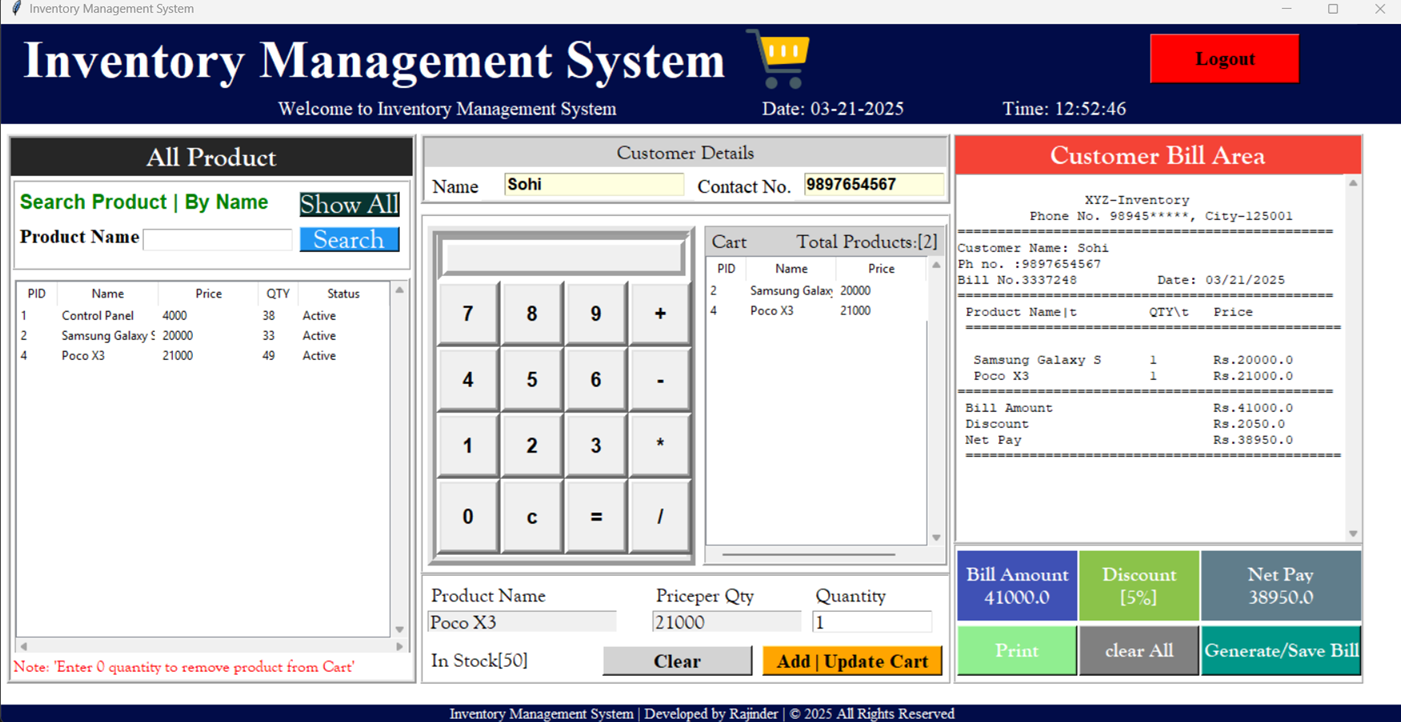 Inventory Management System
Inventory Management System
Logout
Welcome to Inventory Management System Date: 03-21-2025 Time: 12:52:46
All Product
Search Product | By Name Show All
Product Name Search
PID Name Price QTY Status
1 Control Panel 4000 38 Active
2 Samsung Galaxy S 20000 33 Active
4 Poco X3 21000 49 Active
Note: 'Enter 0 quantity to remove product from Cart'
Customer Details
Name Sohi Contact No. 9897654567
7 8 9 +
4 5 6 -
1 2 3 *
0 c = /
Cart Total Products:[2]
PID Name Price
2 Samsung Galaxy 20000
4 Poco X3 21000
Product Name Priceper Qty Quantity
Poco X3 21000 1
In Stock[50] Clear Add | Update Cart
Customer Bill Area
XYZ-Inventory
Phone No. 98945*****, City-125001
===============================================
Customer Name: Sohi
Ph no. :9897654567
Bill No.3337248 Date: 03/21/2025
===============================================
Product Name|t QTY\t Price
===============================================
Samsung Galaxy S 1 Rs.20000.0
Poco X3 1 Rs.21000.0
===============================================
Bill Amount Rs.41000.0
Discount Rs.2050.0
Net Pay Rs.38950.0
===============================================
Bill Amount Discount Net Pay
41000.0 [5%] 38950.0
Print clear All Generate/Save Bill
Inventory Management System | Developed by Rajinder | © 2025 All Rights Reserved